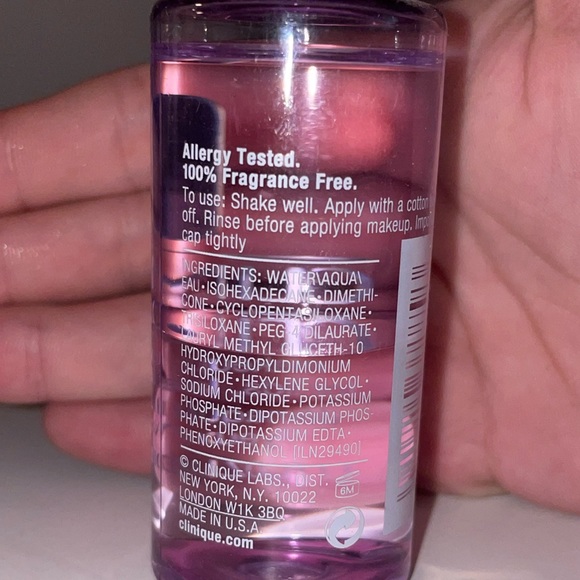 Allergy Tested.
100% Fragrance Free.
To use: Shake well. Apply with a cotton
off. Rinse before applying makeup.
cap tightly
INGREDIENTS: WATER\AQUA\
EAU•ISOHEXADECANE•DIMETHI-
CONE•CYCLOPENTASILOXANE•
TRISILOXANE•PEG-4 DILAURATE•
LAURYL METHYL GLUCETH-10
HYDROXYPROPYLDIMONIUM
CHLORIDE•HEXYLENE GLYCOL•
SODIUM CHLORIDE•POTASSIUM
PHOSPHATE•DIPOTASSIUM PHOS-
PHATE•DIPOTASSIUM EDTA•
PHENOXYETHANOL [ILN29490]
© CLINIQUE LABS., DIST.
NEW YORK, N.Y. 10022
LONDON W1K 3BQ
MADE IN U.S.A
clinique.com
6M